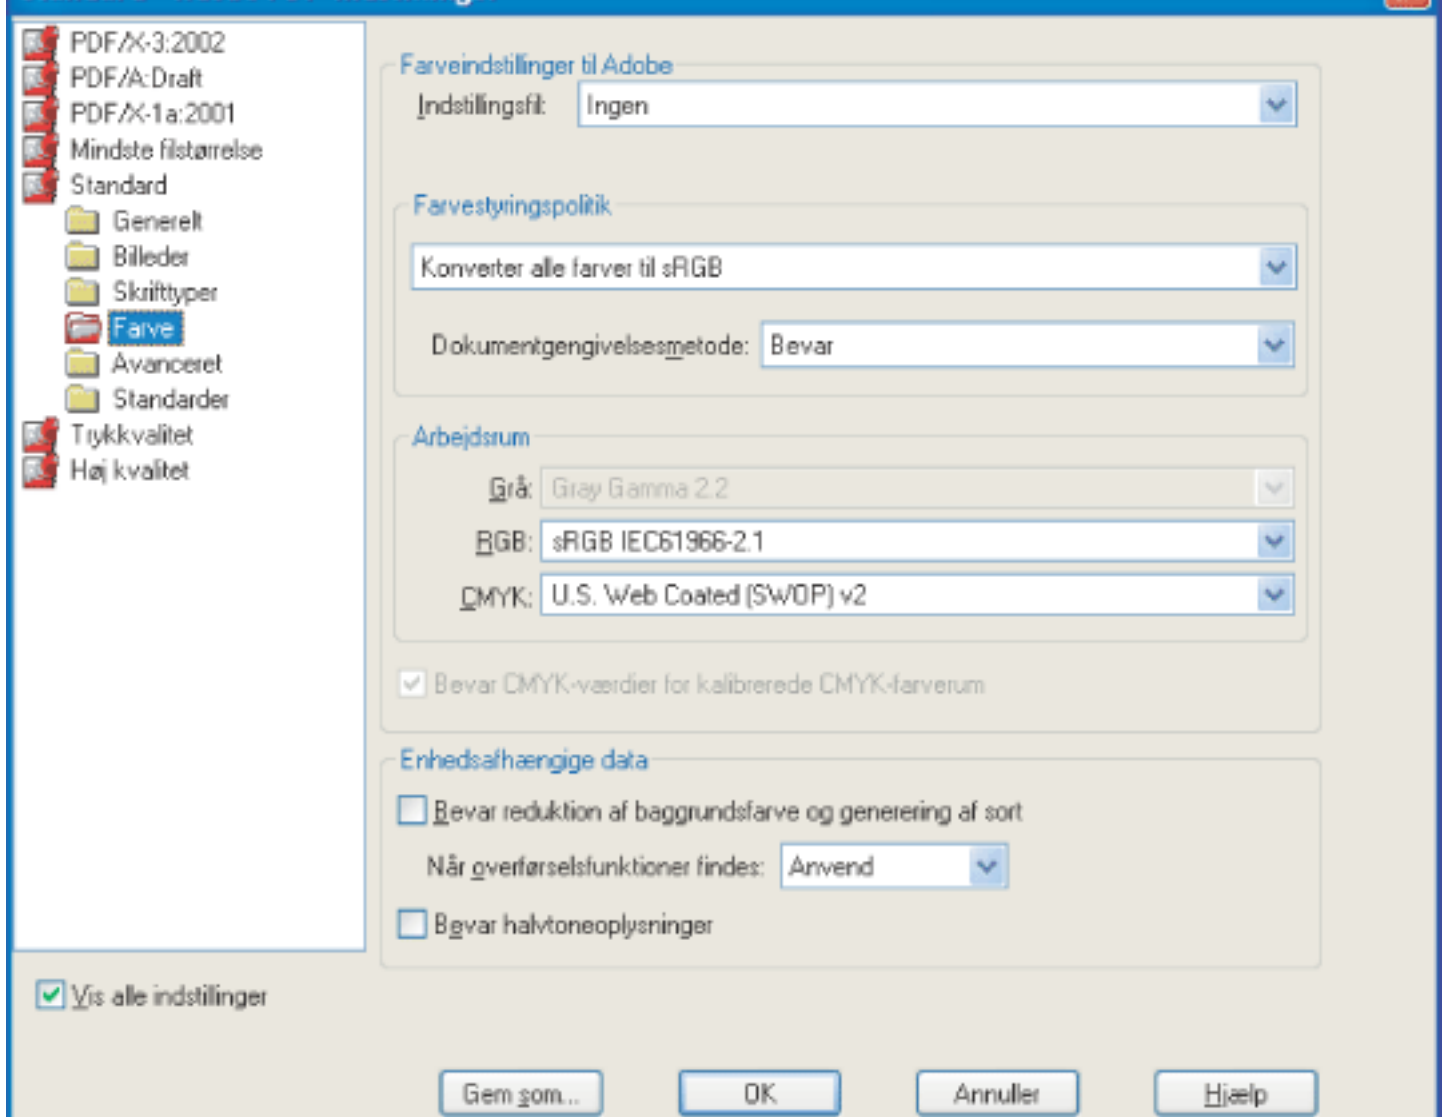 PDF/X-3:2002
PDF/A:Draft
PDF/X-1a:2001
Mindste filstørrelse
Standard
Generelt
Billeder
Skrifttyper
Farve
Avanceret
Standarder
Trykkvalitet
Høj kvalitet
Vis alle indstillinger
Farveindstillinger til Adobe
Indstillingsfil: Ingen
Farvestyringspolitik
Konverter alle farver til sRGB
Dokumentgengivelsesmetode: Bevar
Arbejdsrum
Grå: Gray Gamma 2.2
RGB: sRGB IEC61966-2.1
CMYK: U.S. Web Coated (SWOP) v2
Bevar CMYK-værdier for kalibrerede CMYK-farverum
Enhedsafhængige data
Bevar reduktion af baggrundsfarve og generering af sort
Når overførselsfunktioner findes: Anvend
Bevar halvtoneoplysninger
Gem som... OK Annuller Hjælp